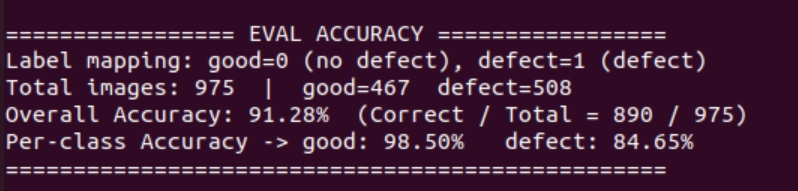 ================= EVAL ACCURACY =================
Label mapping: good=0 (no defect), defect=1 (defect)
Total images: 975  |  good=467  defect=508
Overall Accuracy: 91.28%  (Correct / Total = 890 / 975)
Per-class Accuracy -> good: 98.50%   defect: 84.65%
=================================================